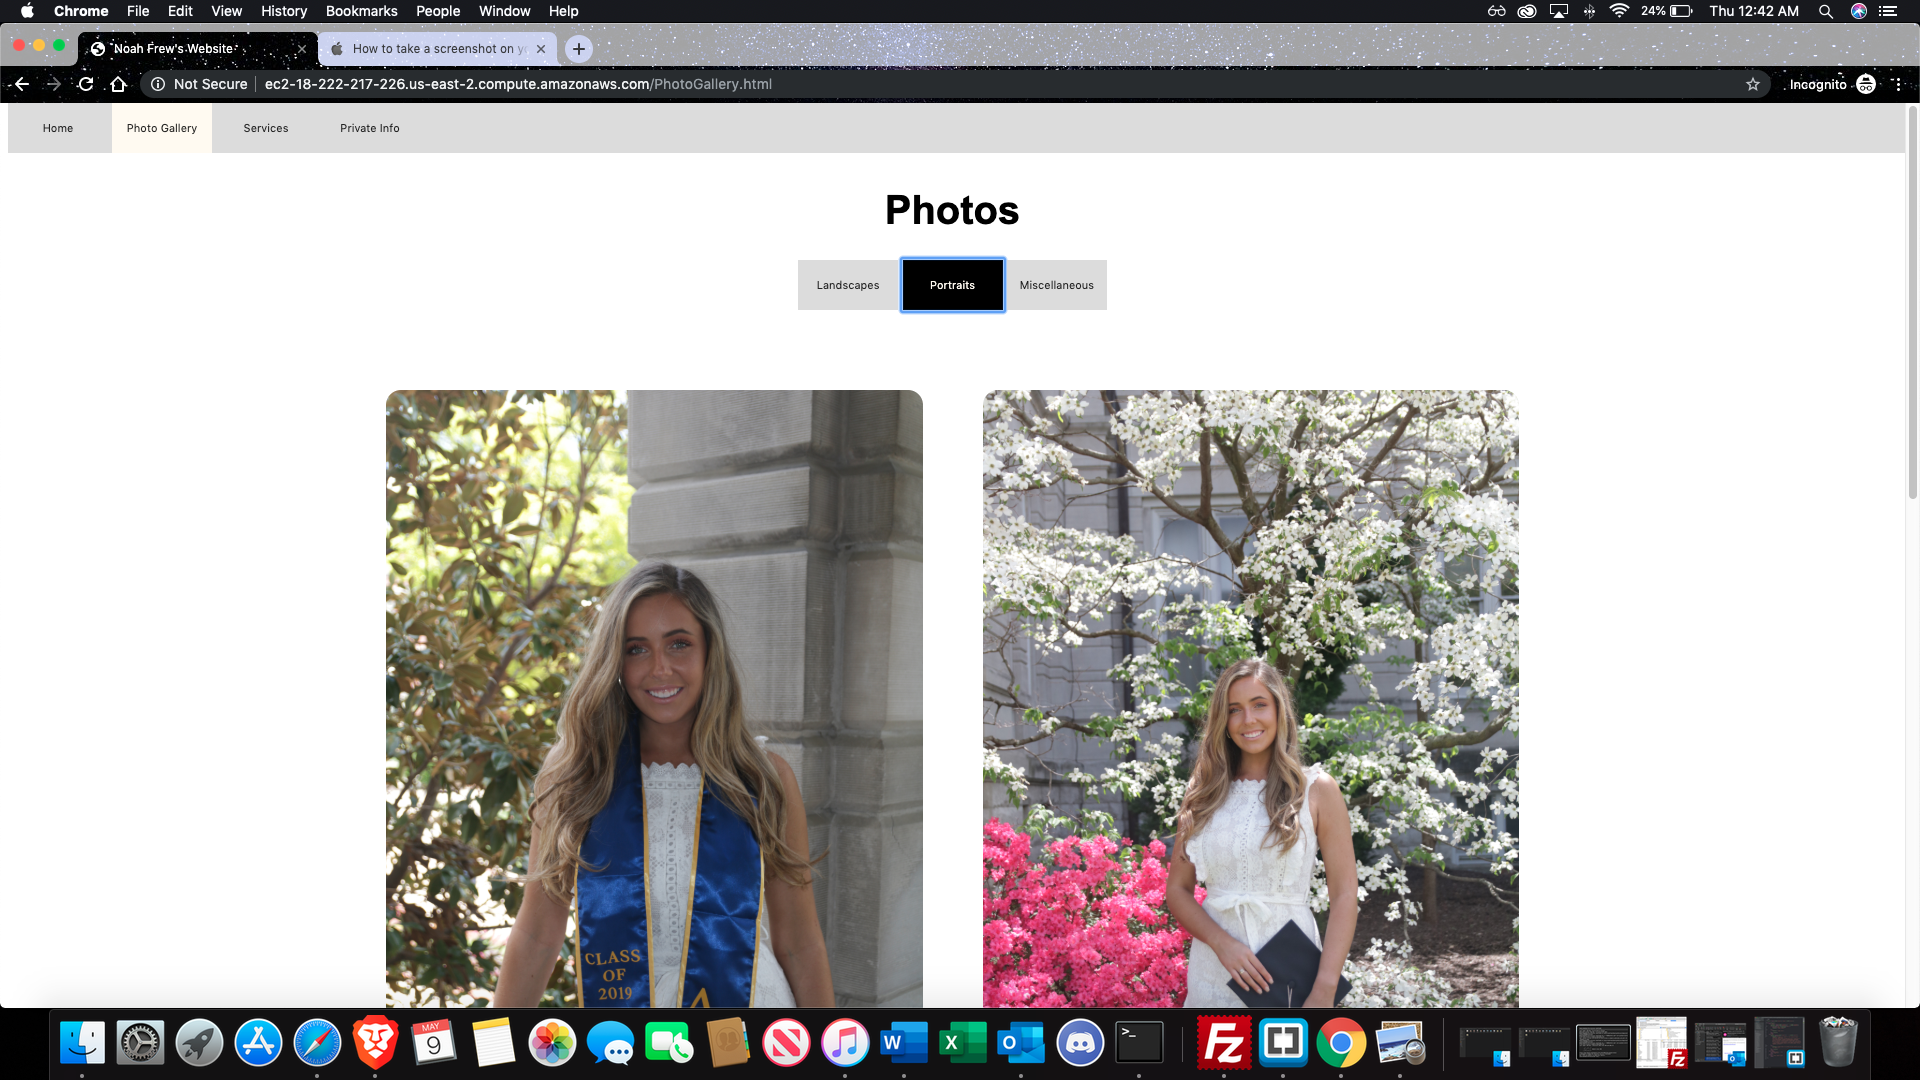 Chrome File Edit View History Bookmarks People Window Help 24% Thu 12:42 AM
Noah Frew's Website
How to take a screenshot on
Not Secure ec2-18-222-217-226.us-east-2.compute.amazonaws.com/PhotoGallery.html Incognito
Home Photo Gallery Services Private Info
Photos
Landscapes Portraits Miscellaneous
CLASS
OF
2019
MAY
9
W X O >_ Fz